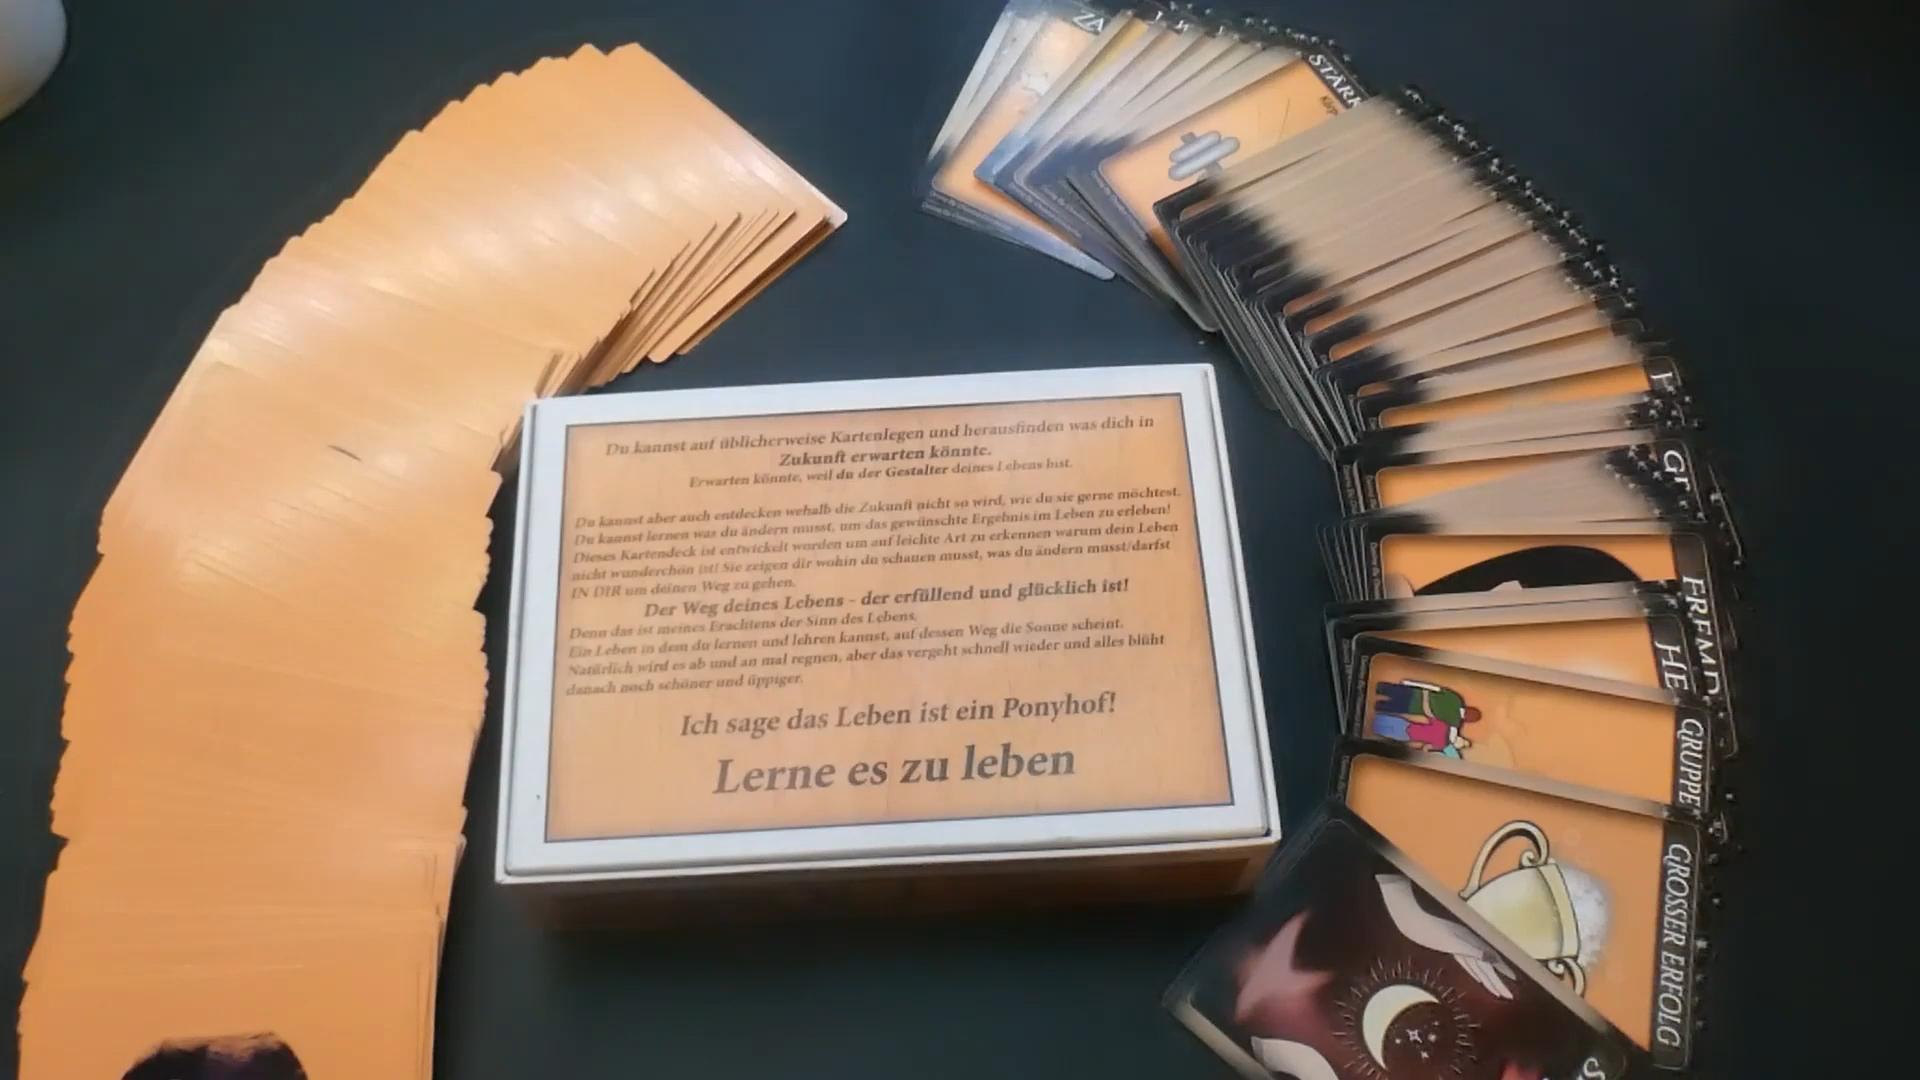 STÄRK
Du kannst auf üblicherweise Kartenlegen und herausfinden was dich in
Zukunft erwarten könnte.
Erwarten könnte, weil du der Gestalter deines Lebens bist.
Du kannst aber auch entdecken wehalb die Zukunft nicht so wird, wie du sie gerne möchtest.
Du kannst lernen was du ändern musst, um das gewünschte Ergebnis im Leben zu erleben!
Dieses Kartendeck ist entwickelt worden um auf leichte Art zu erkennen warum dein Leben
nicht wunderchön ist! Sie zeigen dir wohin du schauen musst, was du ändern musst/darfst
IN DIR um deinen Weg zu gehen.
Der Weg deines Lebens - der erfüllend und glücklich ist!
Denn das ist meines Erachtens der Sinn des Lebens.
Ein Leben in dem du lernen und lehren kannst, auf dessen Weg die Sonne scheint.
Natürlich wird es ab und an mal regnen, aber das vergeht schnell wieder und alles blüht
danach noch schöner und üppiger.
Ich sage das Leben ist ein Ponyhof!
Lerne es zu leben
GR
FREMD
HE
GRUPPE
GROSSER ERFOLG